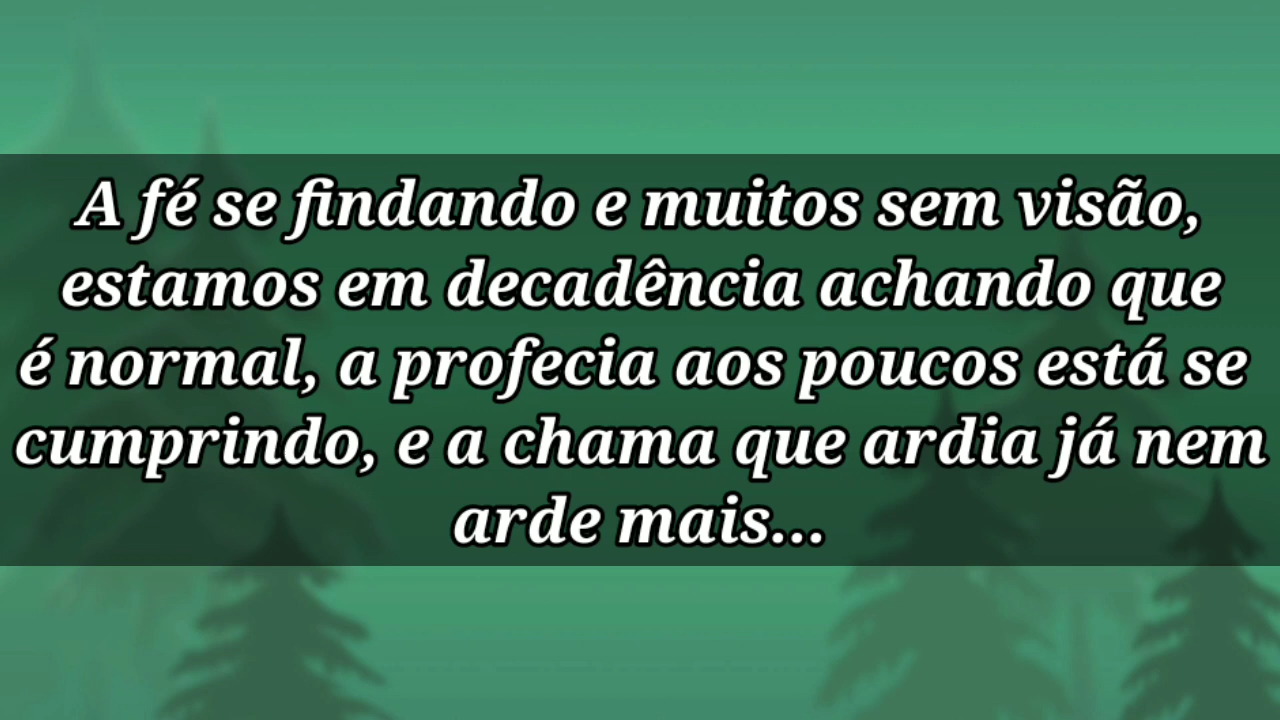 A fé se findando e muitos sem visão,
estamos em decadência achando que
é normal, a profecia aos poucos está se
cumprindo, e a chama que ardia já nem
arde mais...